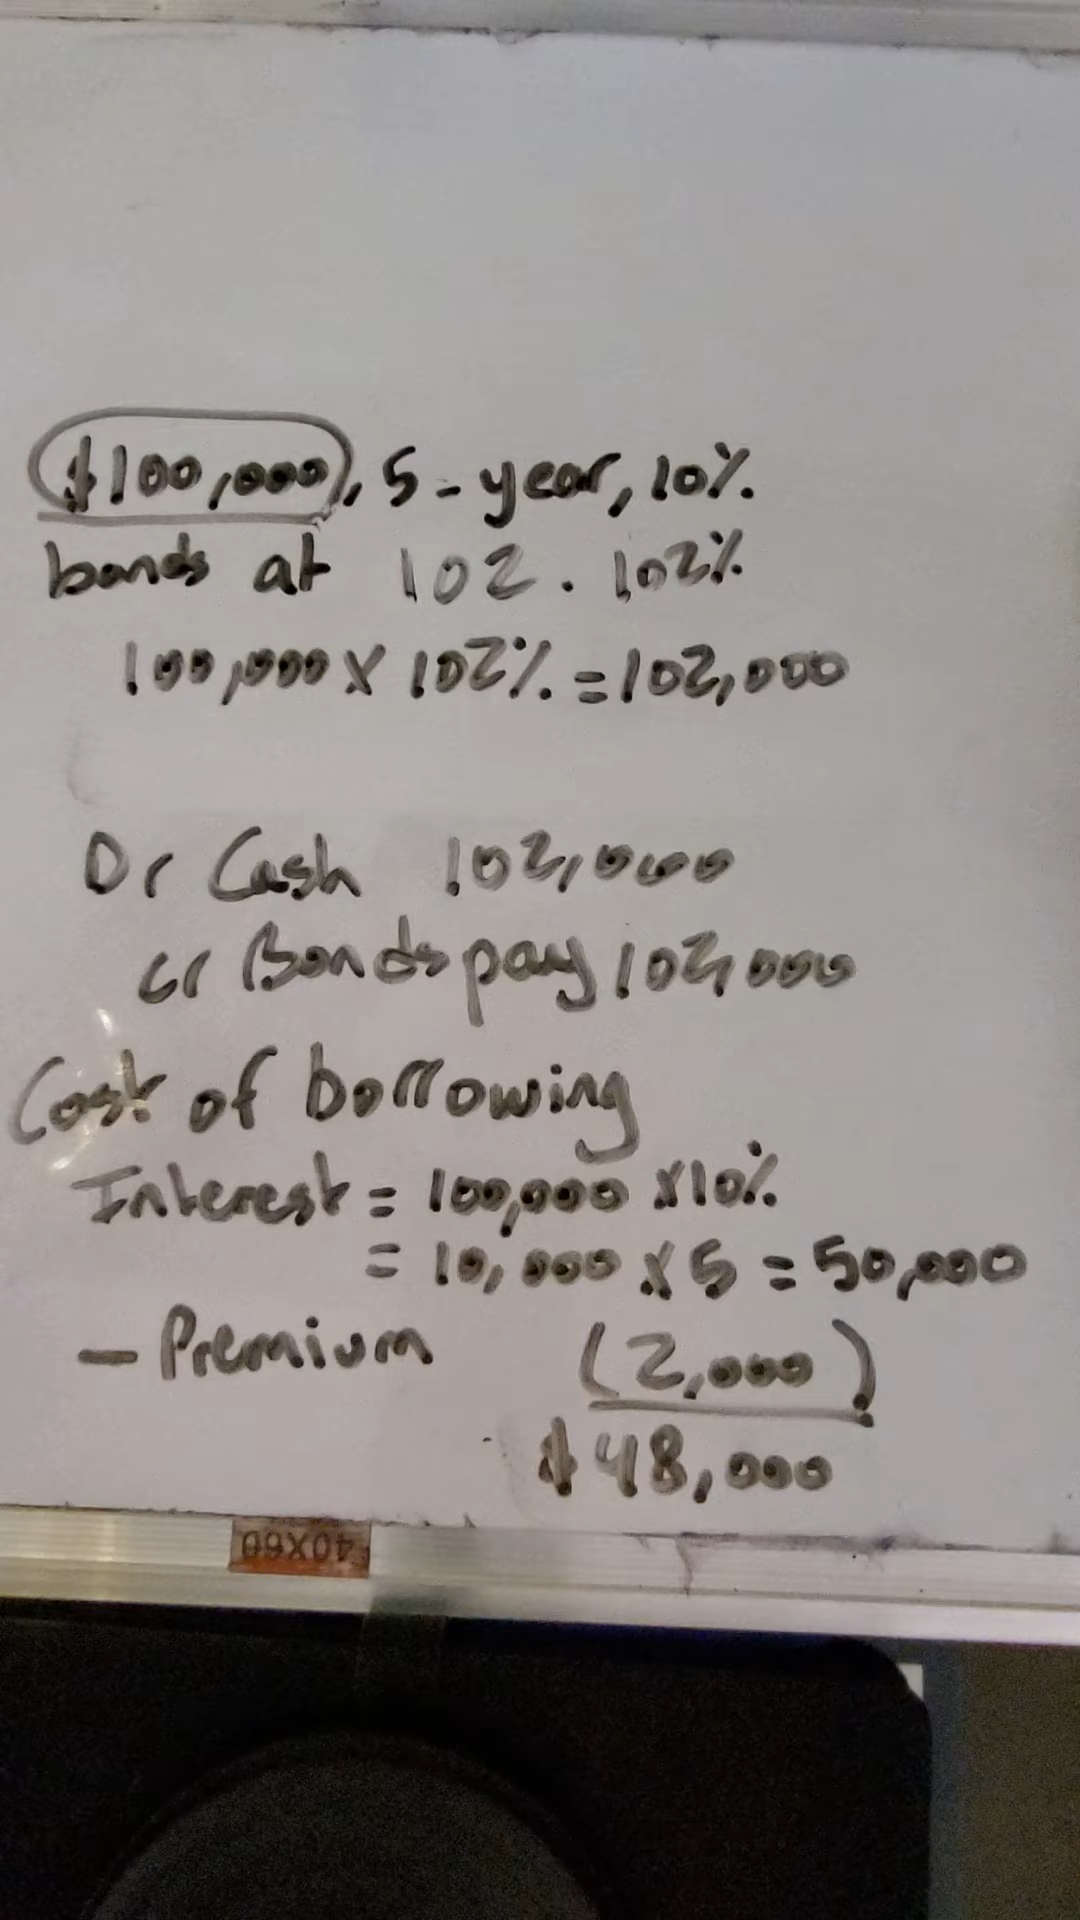 $100,000, 5-year, 10%
bonds at 102. 102%
100,000 x 102% = 102,000
Dr Cash 102,000
cr Bonds pay 102,000
Cost of borrowing
Interest = 100,000 x 10%
= 10,000 x 5 = 50,000
- Premium (2,000)
$48,000
40X60